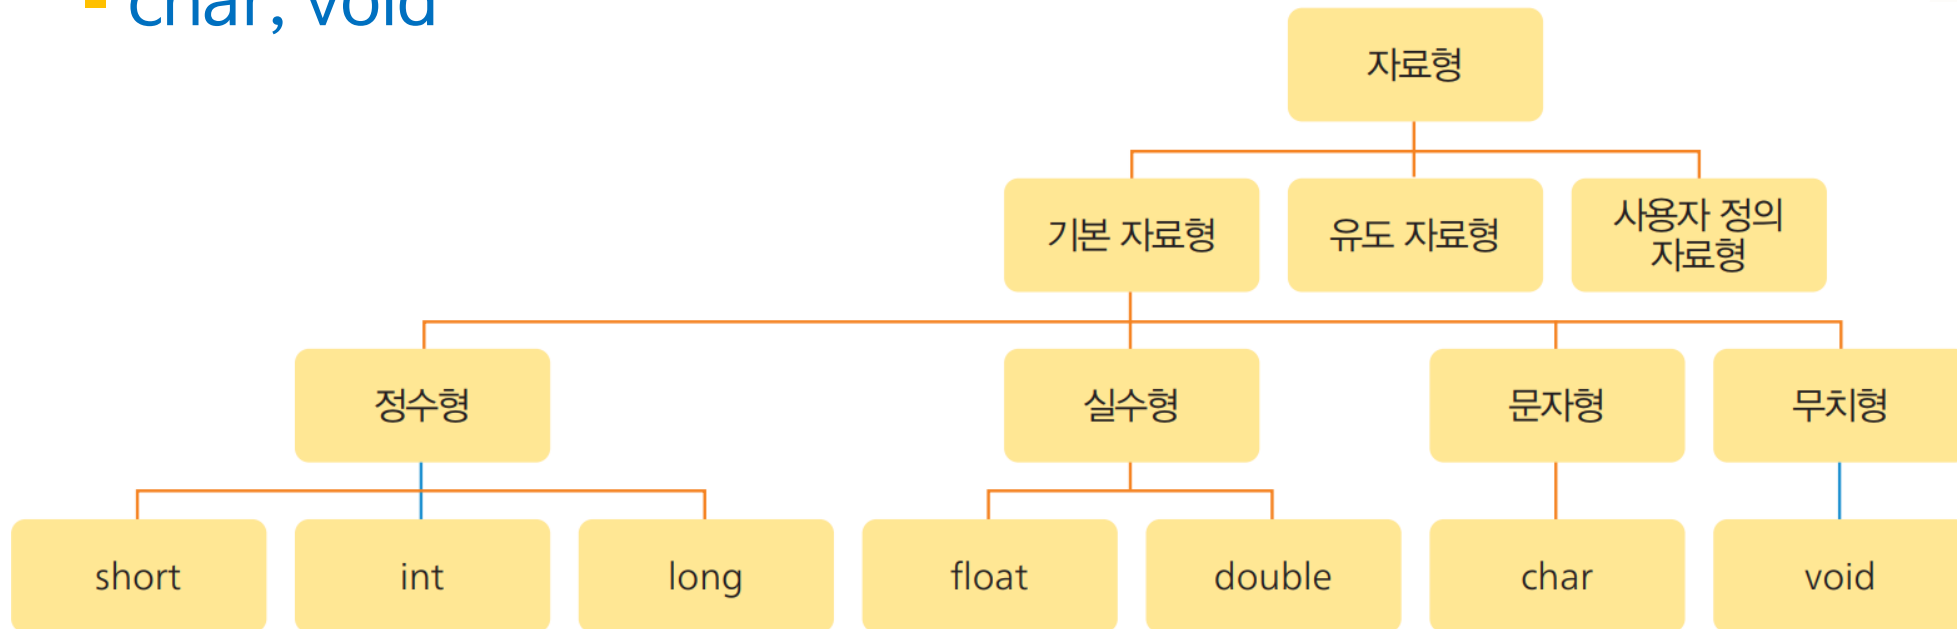 char, void
자료형
기본 자료형
유도 자료형
사용자 정의
자료형
정수형
실수형
문자형
무치형
short
int
long
float
double
char
void